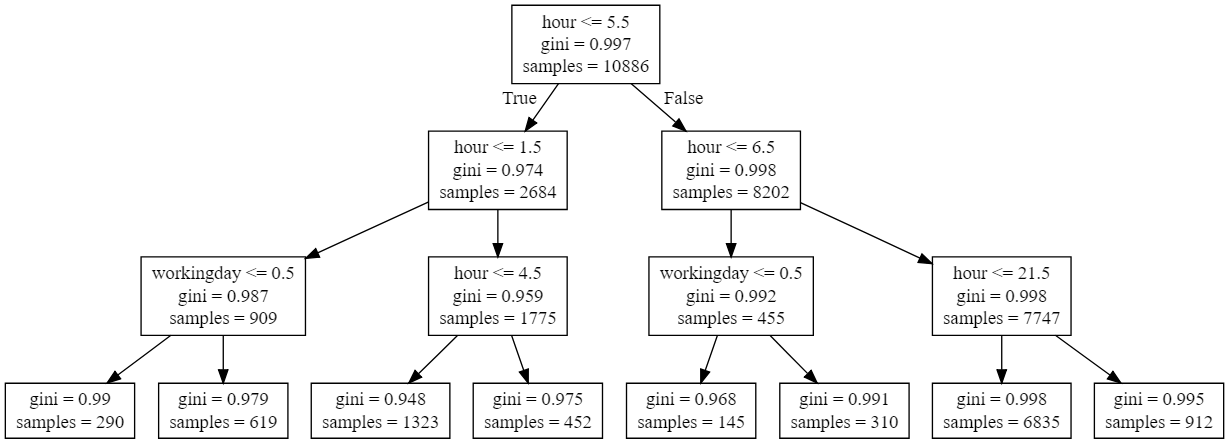 hour <= 5.5
gini = 0.997
samples = 10886
True
False
hour <= 1.5
gini = 0.974
samples = 2684
hour <= 6.5
gini = 0.998
samples = 8202
workingday <= 0.5
gini = 0.987
samples = 909
hour <= 4.5
gini = 0.959
samples = 1775
workingday <= 0.5
gini = 0.992
samples = 455
hour <= 21.5
gini = 0.998
samples = 7747
gini = 0.99
samples = 290
gini = 0.979
samples = 619
gini = 0.948
samples = 1323
gini = 0.975
samples = 452
gini = 0.968
samples = 145
gini = 0.991
samples = 310
gini = 0.998
samples = 6835
gini = 0.995
samples = 912